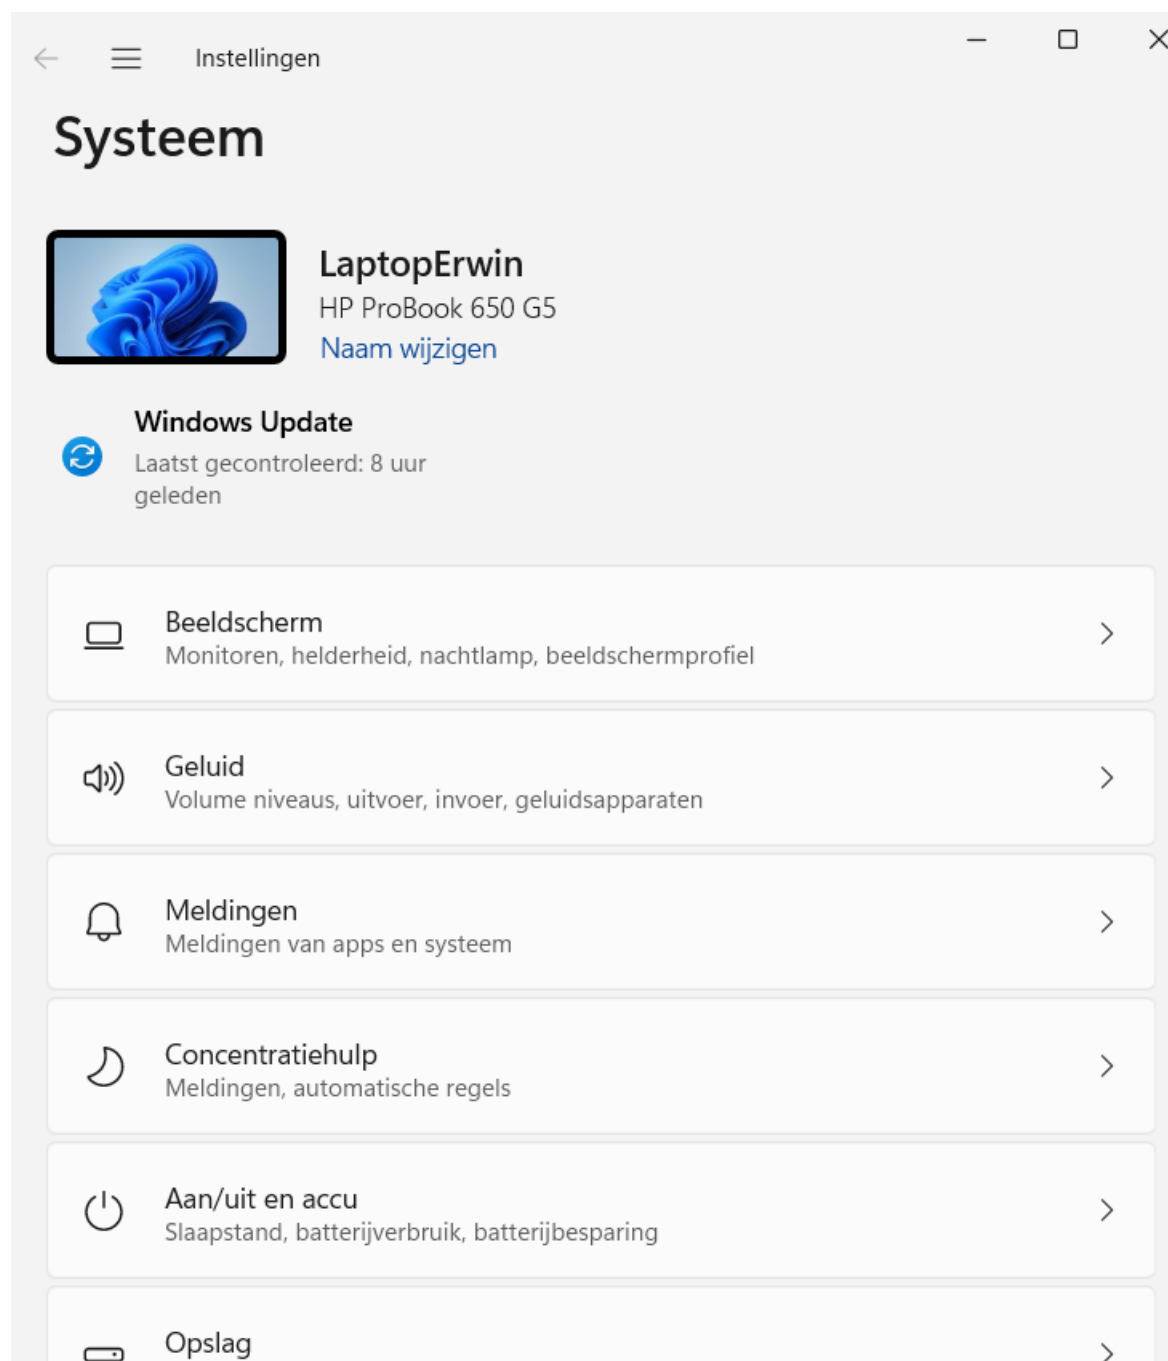 Instellingen
Systeem
LaptopErwin
HP ProBook 650 G5
Naam wijzigen
Windows Update
Laatst gecontroleerd: 8 uur
geleden
Beeldscherm
Monitoren, helderheid, nachtlamp, beeldschermprofiel
Geluid
Volume niveaus, uitvoer, invoer, geluidsapparaten
Meldingen
Meldingen van apps en systeem
Concentratiehulp
Meldingen, automatische regels
Aan/uit en accu
Slaapstand, batterijverbruik, batterijbesparing
Opslag